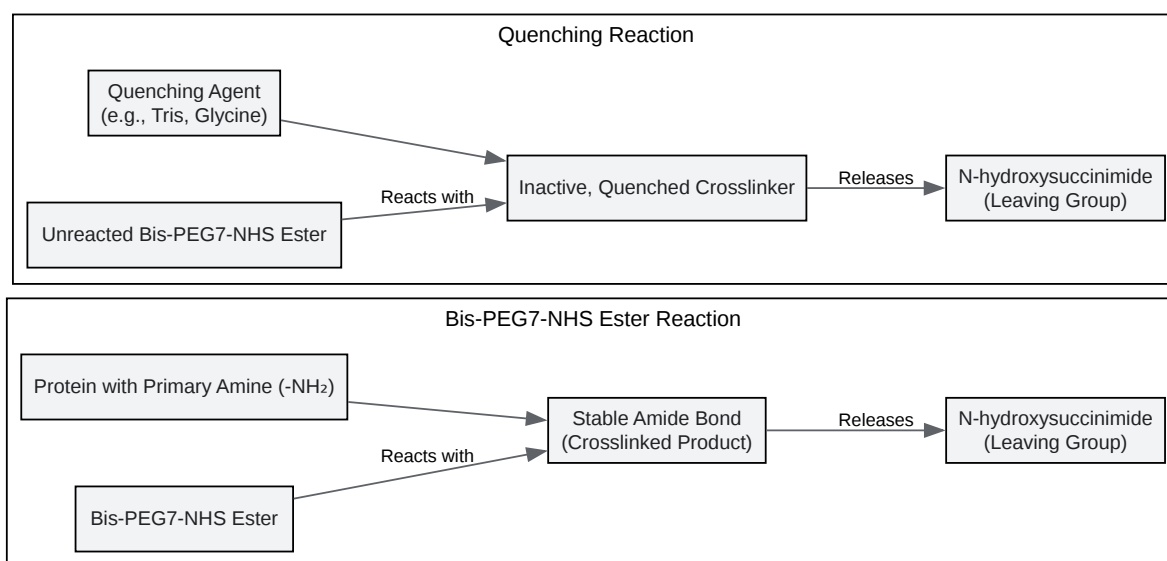 Quenching Reaction
Quenching Agent
(e.g., Tris, Glycine)
Unreacted Bis-PEG7-NHS Ester
Reacts with
Inactive, Quenched Crosslinker
Releases
N-hydroxysuccinimide
(Leaving Group)
Bis-PEG7-NHS Ester Reaction
Protein with Primary Amine (-NH₂)
Bis-PEG7-NHS Ester
Reacts with
Stable Amide Bond
(Crosslinked Product)
Releases
N-hydroxysuccinimide
(Leaving Group)